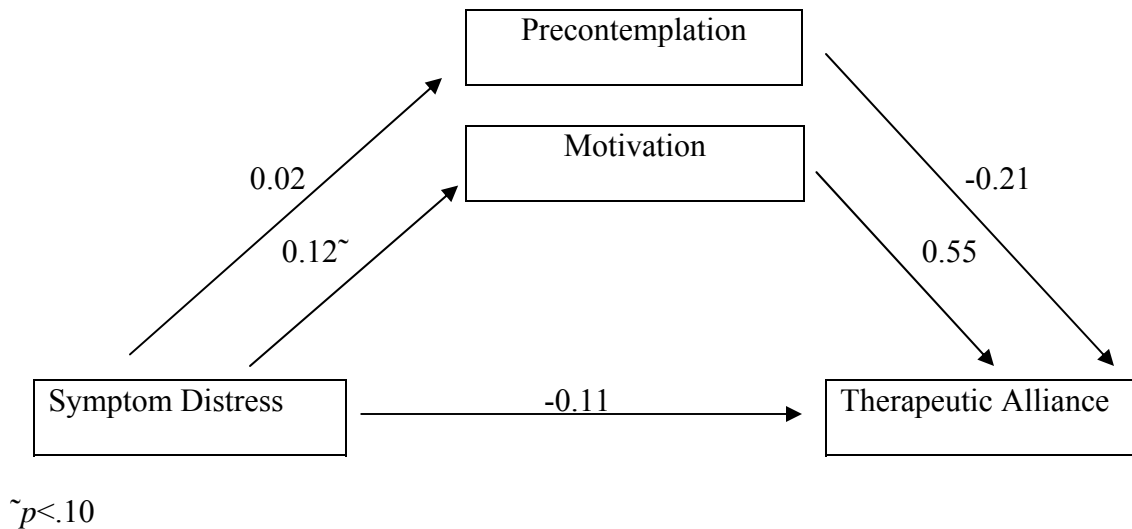 Precontemplation
Motivation
0.02
-0.21
0.12˜
0.55
Symptom Distress
-0.11
Therapeutic Alliance
˜p<.10